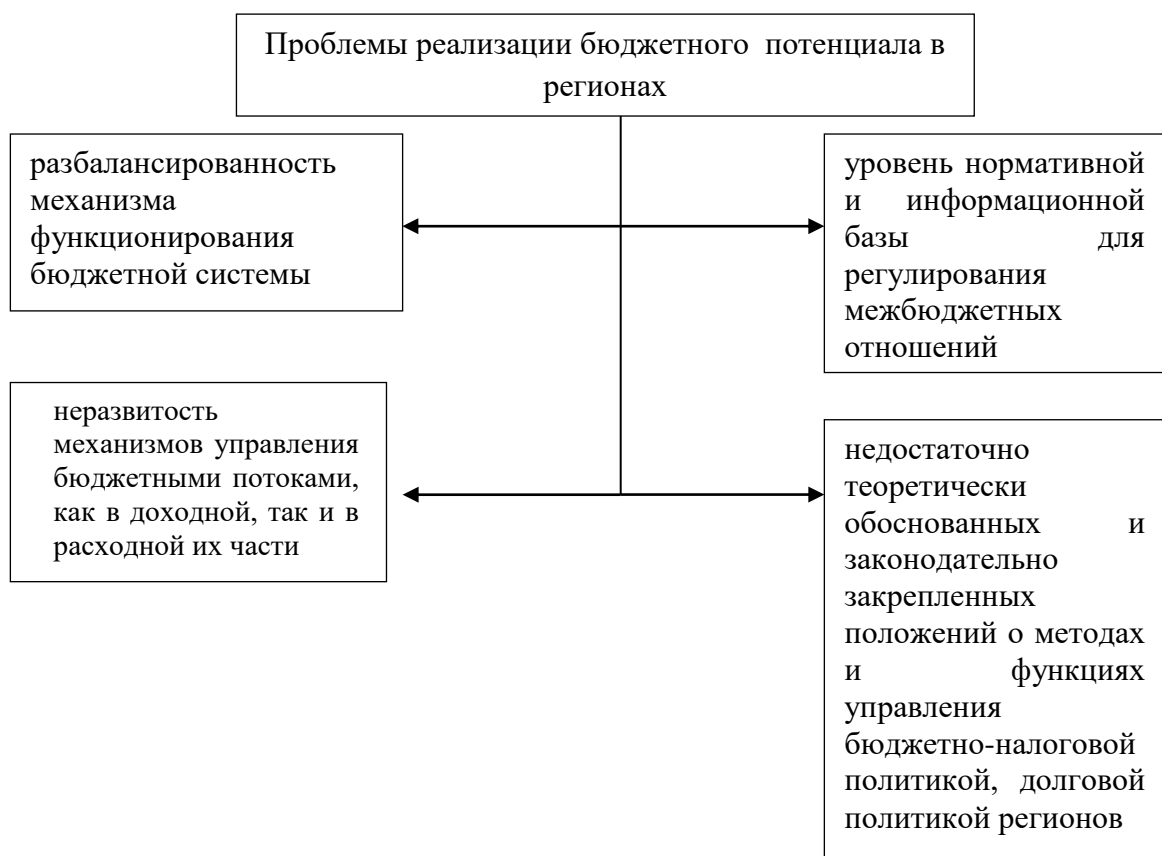 Проблемы реализации бюджетного потенциала в
регионах
разбалансированность
механизма
функционирования
бюджетной системы
уровень нормативной
и информационной
базы для
регулирования
межбюджетных
отношений
неразвитость
механизмов управления
бюджетными потоками,
как в доходной, так и в
расходной их части
недостаточно
теоретически
обоснованных и
законодательно
закрепленных
положений о методах
и функциях
управления
бюджетно-налоговой
политикой, долговой
политикой регионов